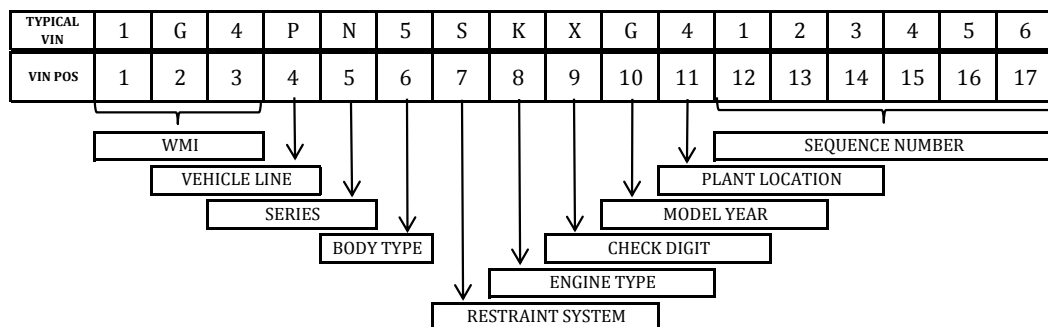 TYPICAL VIN 1 G 4 P N 5 S K X G 4 1 2 3 4 5 6
VIN POS 1 2 3 4 5 6 7 8 9 10 11 12 13 14 15 16 17
WMI SEQUENCE NUMBER
VEHICLE LINE PLANT LOCATION
SERIES MODEL YEAR
BODY TYPE CHECK DIGIT
ENGINE TYPE
RESTRAINT SYSTEM